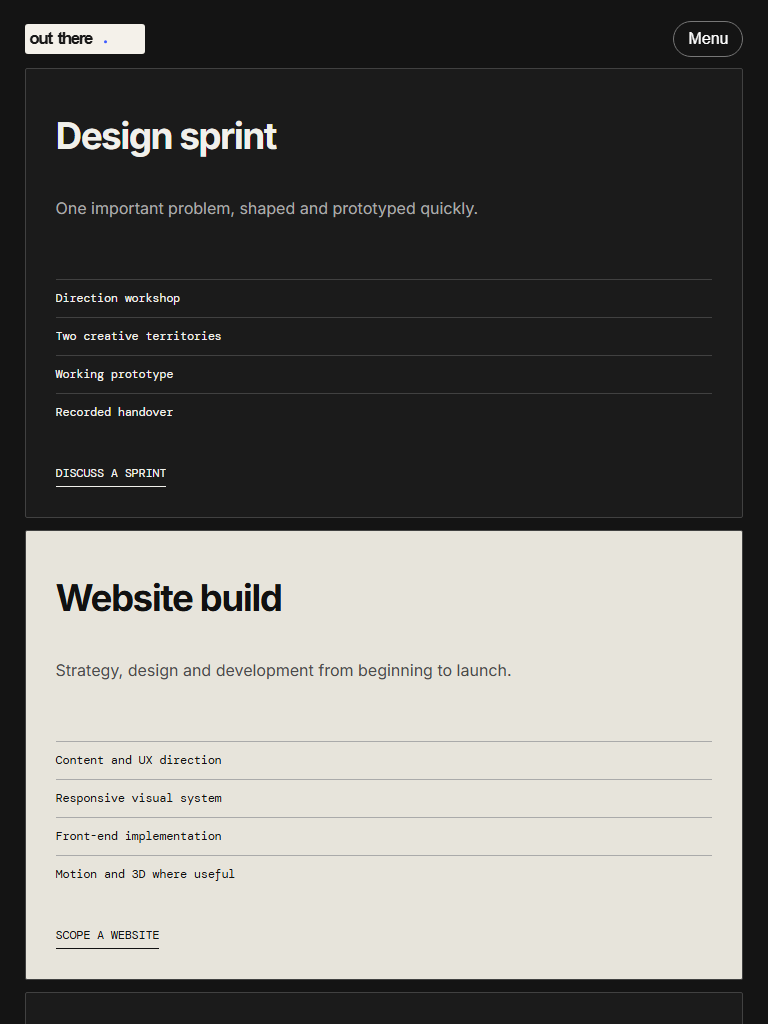 out there .
Menu
Design sprint
One important problem, shaped and prototyped quickly.
Direction workshop
Two creative territories
Working prototype
Recorded handover
DISCUSS A SPRINT
Website build
Strategy, design and development from beginning to launch.
Content and UX direction
Responsive visual system
Front-end implementation
Motion and 3D where useful
SCOPE A WEBSITE